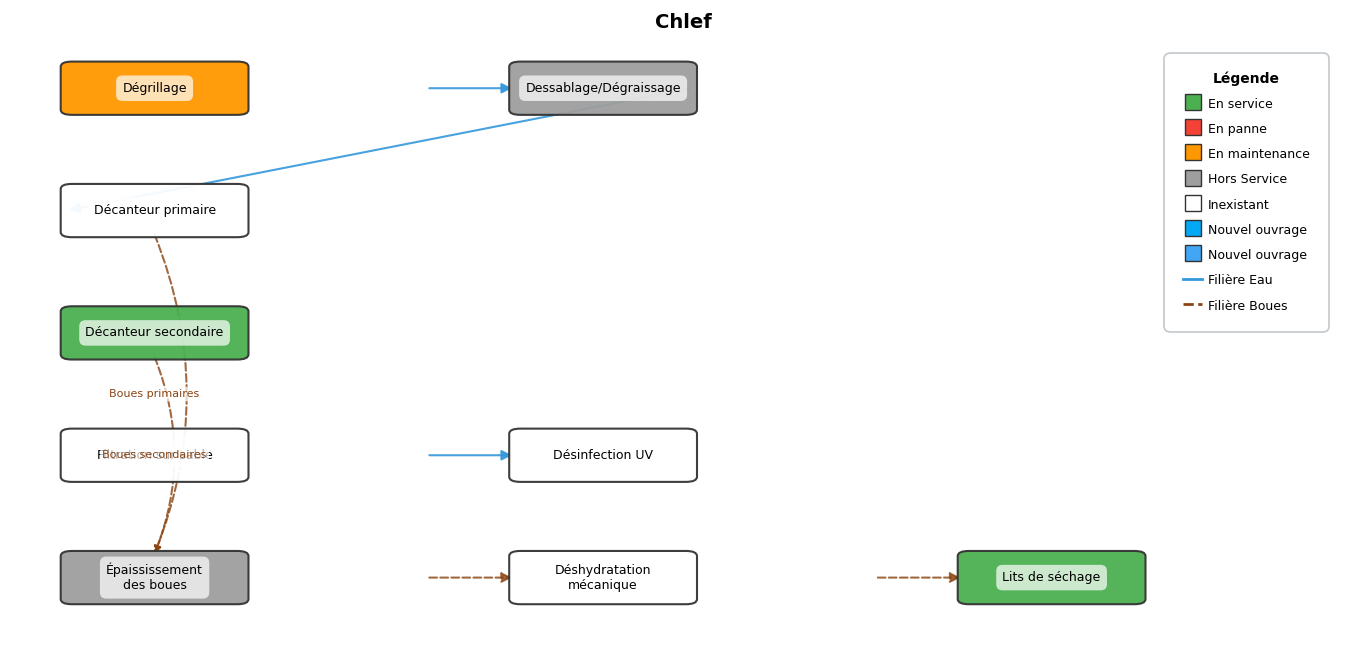 Chlef
Dégrillage
Dessablage/Dégraissage
Décanteur primaire
Décanteur secondaire
Boues primaires
Boues secondaires
Désinfection UV
Épaississement
des boues
Déshydratation
mécanique
Lits de séchage
Légende
En service
En panne
En maintenance
Hors Service
Inexistant
Nouvel ouvrage
Nouvel ouvrage
Filière Eau
Filière Boues